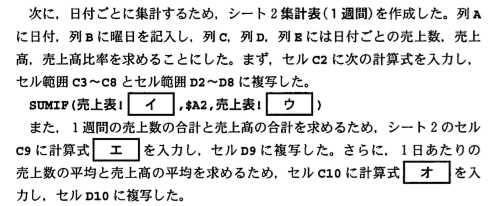 次に，日付ごとに集計するため，シート２集計表(１週間)を作成した。列A
に日付，列Bに曜日を記入し，列C，列D，列Eには日付ごとの売上数，売上
高，売上高比率を求めることにした。まず，セルC2に次の計算式を入力し，
セル範囲C3～C8とセル範囲D2～D8に複写した。
SUMIF(売上表!イ,$A2,売上表!ウ)
また，１週間の売上数の合計と売上高の合計を求めるため，シート２のセル
C9に計算式エを入力し，セルD9に複写した。さらに，１日あたりの
売上数の平均と売上高の平均を求めるため，セルC10に計算式オを入
力し，セルD10に複写した。